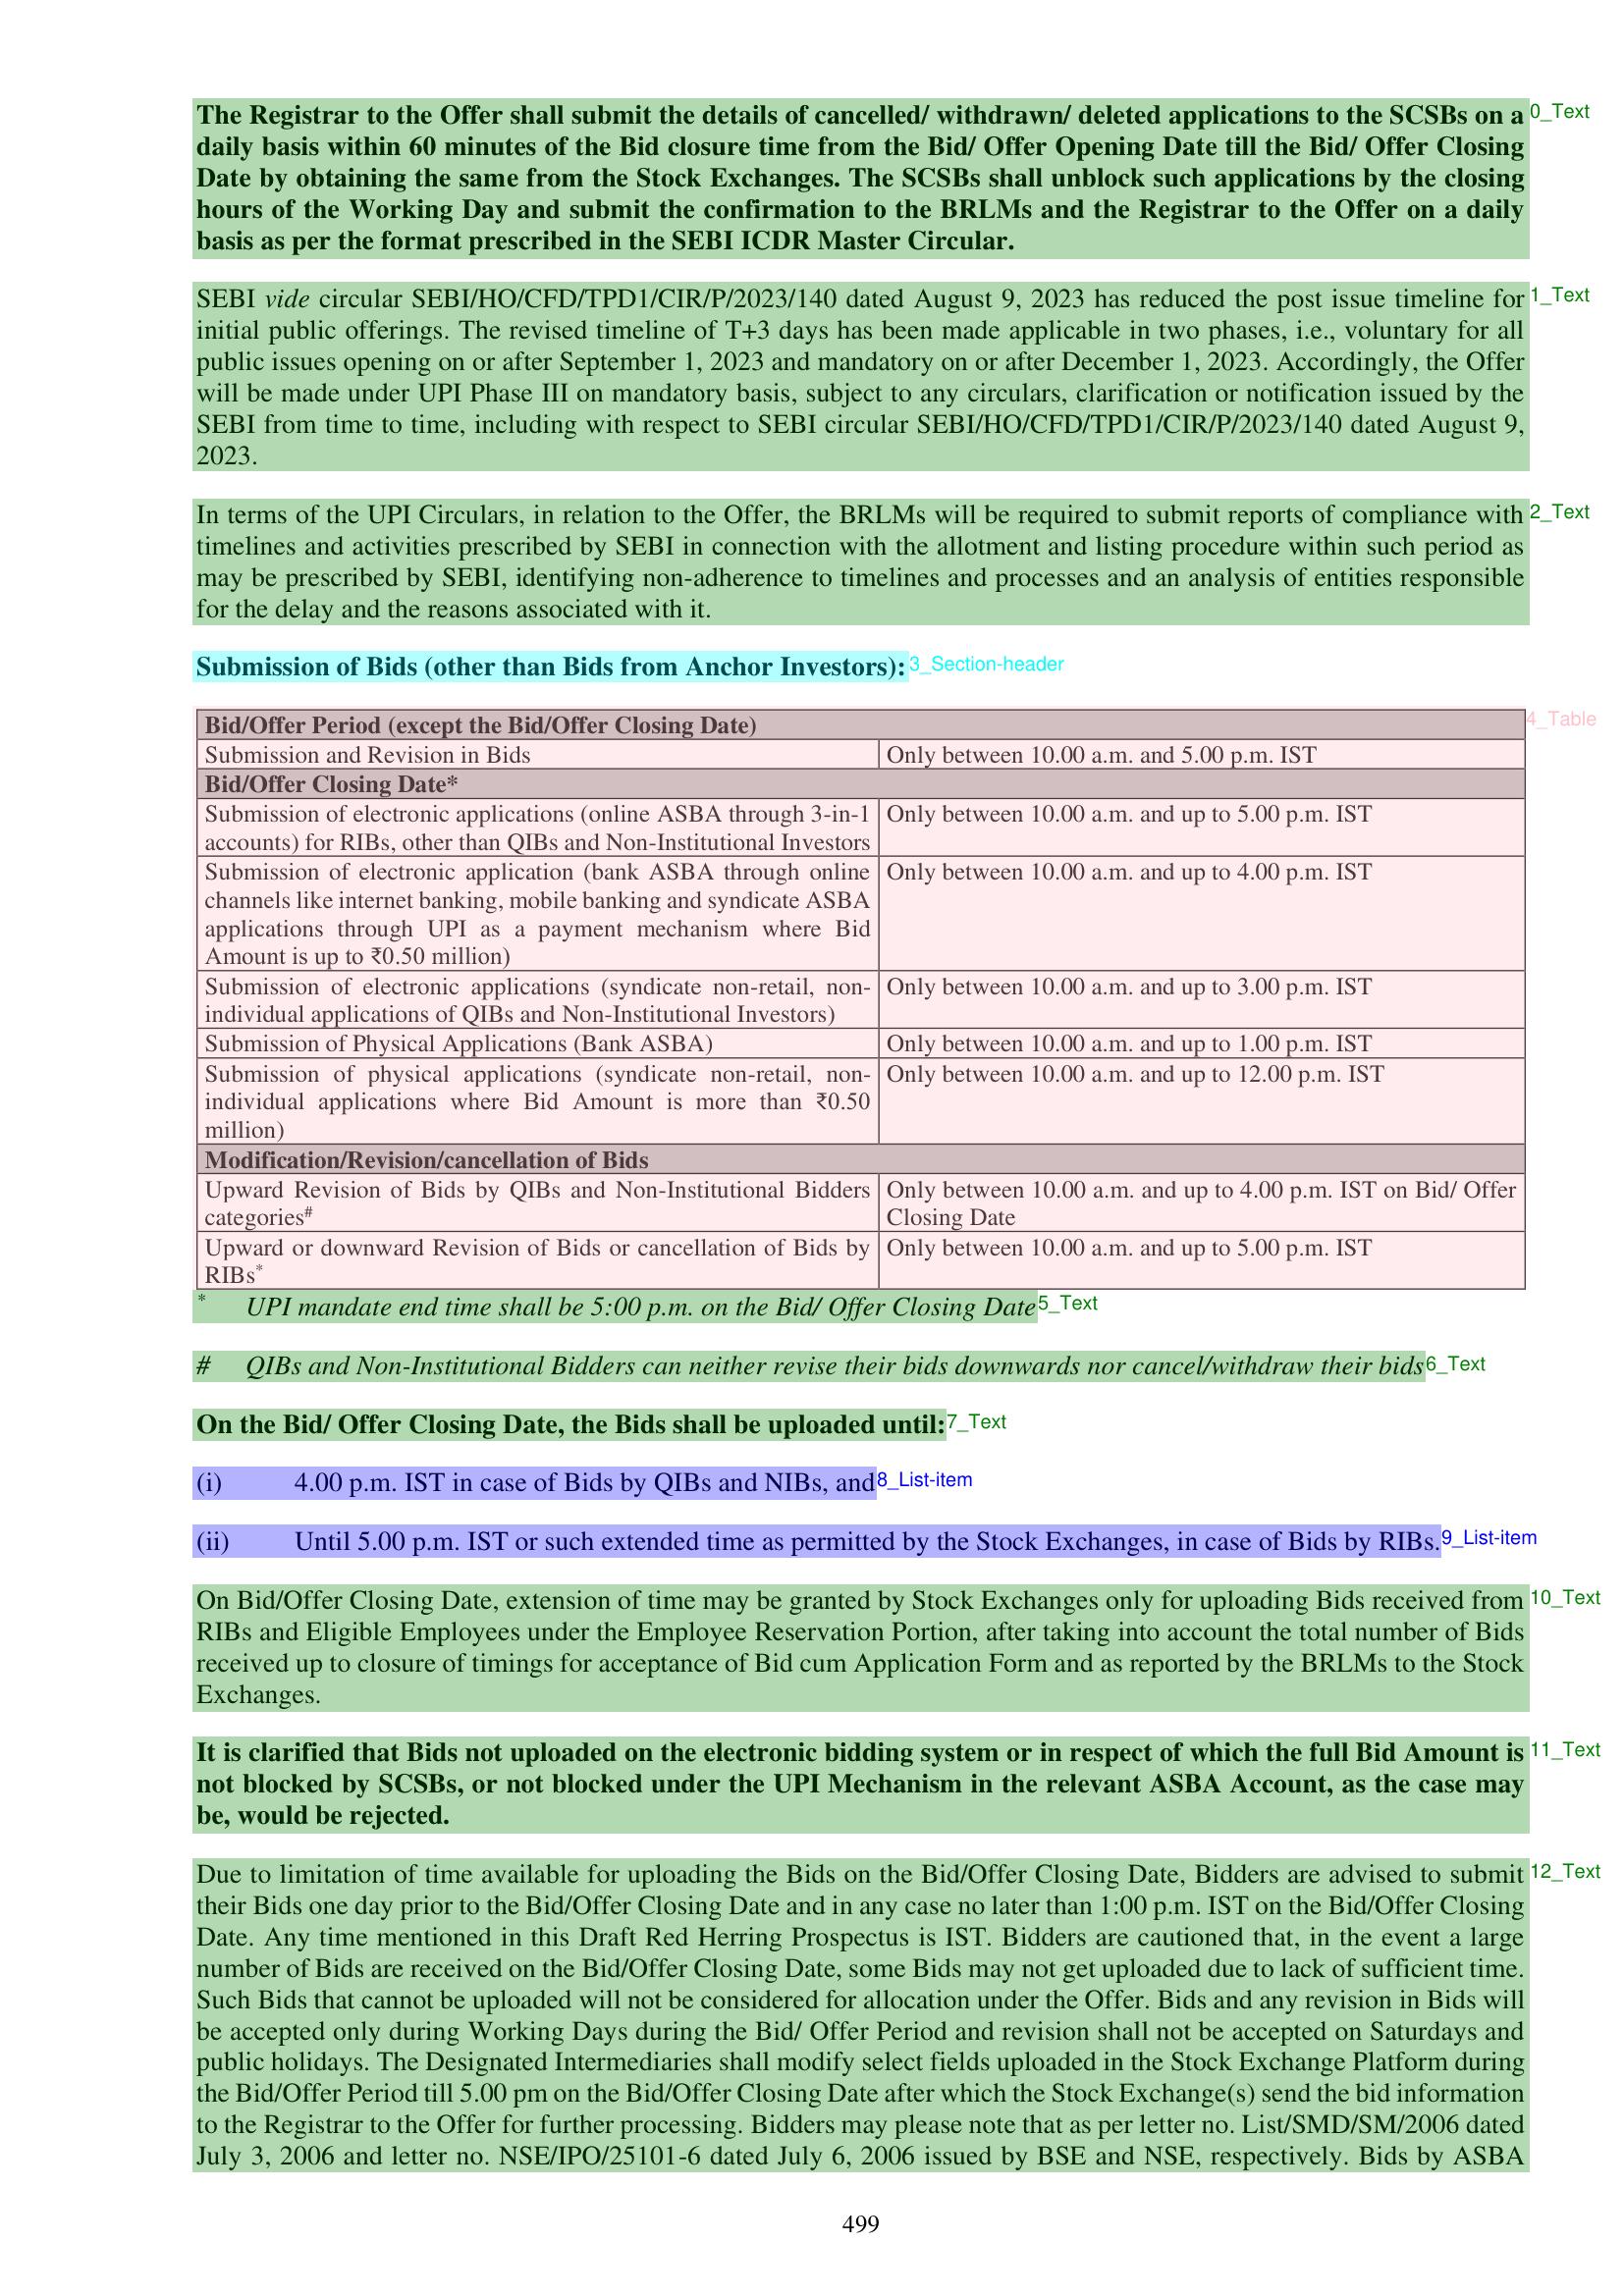 The Registrar to the Offer shall submit the details of cancelled/ withdrawn/ deleted applications to the SCSBs on a 0_Text
daily basis within 60 minutes of the Bid closure time from the Bid/ Offer Opening Date till the Bid/ Offer Closing
Date by obtaining the same from the Stock Exchanges. The SCSBs shall unblock such applications by the closing
hours of the Working Day and submit the confirmation to the BRLMs and the Registrar to the Offer on a daily
basis as per the format prescribed in the SEBI ICDR Master Circular.
SEBI vide circular SEBI/HO/CFD/TPD1/CIR/P/2023/140 dated August 9, 2023 has reduced the post issue timeline for 1_Text
initial public offerings. The revised timeline of T+3 days has been made applicable in two phases, i.e., voluntary for all
public issues opening on or after September 1, 2023 and mandatory on or after December 1, 2023. Accordingly, the Offer
will be made under UPI Phase III on mandatory basis, subject to any circulars, clarification or notification issued by the
SEBI from time to time, including with respect to SEBI circular SEBI/HO/CFD/TPD1/CIR/P/2023/140 dated August 9,
2023.
In terms of the UPI Circulars, in relation to the Offer, the BRLMs will be required to submit reports of compliance with 2_Text
timelines and activities prescribed by SEBI in connection with the allotment and listing procedure within such period as
may be prescribed by SEBI, identifying non-adherence to timelines and processes and an analysis of entities responsible
for the delay and the reasons associated with it.
Submission of Bids (other than Bids from Anchor Investors): 3_Section-header
Bid/Offer Period (except the Bid/Offer Closing Date) 4_Table
Submission and Revision in Bids Only between 10.00 a.m. and 5.00 p.m. IST
Bid/Offer Closing Date*
Submission of electronic applications (online ASBA through 3-in-1 Only between 10.00 a.m. and up to 5.00 p.m. IST
accounts) for RIBs, other than QIBs and Non-Institutional Investors
Submission of electronic application (bank ASBA through online Only between 10.00 a.m. and up to 4.00 p.m. IST
channels like internet banking, mobile banking and syndicate ASBA
applications through UPI as a payment mechanism where Bid
Amount is up to ₹0.50 million)
Submission of electronic applications (syndicate non-retail, non- Only between 10.00 a.m. and up to 3.00 p.m. IST
individual applications of QIBs and Non-Institutional Investors)
Submission of Physical Applications (Bank ASBA) Only between 10.00 a.m. and up to 1.00 p.m. IST
Submission of physical applications (syndicate non-retail, non- Only between 10.00 a.m. and up to 12.00 p.m. IST
individual applications where Bid Amount is more than ₹0.50
million)
Modification/Revision/cancellation of Bids
Upward Revision of Bids by QIBs and Non-Institutional Bidders Only between 10.00 a.m. and up to 4.00 p.m. IST on Bid/ Offer
categories# Closing Date
Upward or downward Revision of Bids or cancellation of Bids by Only between 10.00 a.m. and up to 5.00 p.m. IST
RIBs*
* UPI mandate end time shall be 5:00 p.m. on the Bid/ Offer Closing Date 5_Text
# QIBs and Non-Institutional Bidders can neither revise their bids downwards nor cancel/withdraw their bids 6_Text
On the Bid/ Offer Closing Date, the Bids shall be uploaded until: 7_Text
(i) 4.00 p.m. IST in case of Bids by QIBs and NIBs, and 8_List-item
(ii) Until 5.00 p.m. IST or such extended time as permitted by the Stock Exchanges, in case of Bids by RIBs. 9_List-item
On Bid/Offer Closing Date, extension of time may be granted by Stock Exchanges only for uploading Bids received from 10_Text
RIBs and Eligible Employees under the Employee Reservation Portion, after taking into account the total number of Bids
received up to closure of timings for acceptance of Bid cum Application Form and as reported by the BRLMs to the Stock
Exchanges.
It is clarified that Bids not uploaded on the electronic bidding system or in respect of which the full Bid Amount is 11_Text
not blocked by SCSBs, or not blocked under the UPI Mechanism in the relevant ASBA Account, as the case may
be, would be rejected.
Due to limitation of time available for uploading the Bids on the Bid/Offer Closing Date, Bidders are advised to submit 12_Text
their Bids one day prior to the Bid/Offer Closing Date and in any case no later than 1:00 p.m. IST on the Bid/Offer Closing
Date. Any time mentioned in this Draft Red Herring Prospectus is IST. Bidders are cautioned that, in the event a large
number of Bids are received on the Bid/Offer Closing Date, some Bids may not get uploaded due to lack of sufficient time.
Such Bids that cannot be uploaded will not be considered for allocation under the Offer. Bids and any revision in Bids will
be accepted only during Working Days during the Bid/ Offer Period and revision shall not be accepted on Saturdays and
public holidays. The Designated Intermediaries shall modify select fields uploaded in the Stock Exchange Platform during
the Bid/Offer Period till 5.00 pm on the Bid/Offer Closing Date after which the Stock Exchange(s) send the bid information
to the Registrar to the Offer for further processing. Bidders may please note that as per letter no. List/SMD/SM/2006 dated
July 3, 2006 and letter no. NSE/IPO/25101-6 dated July 6, 2006 issued by BSE and NSE, respectively. Bids by ASBA
499